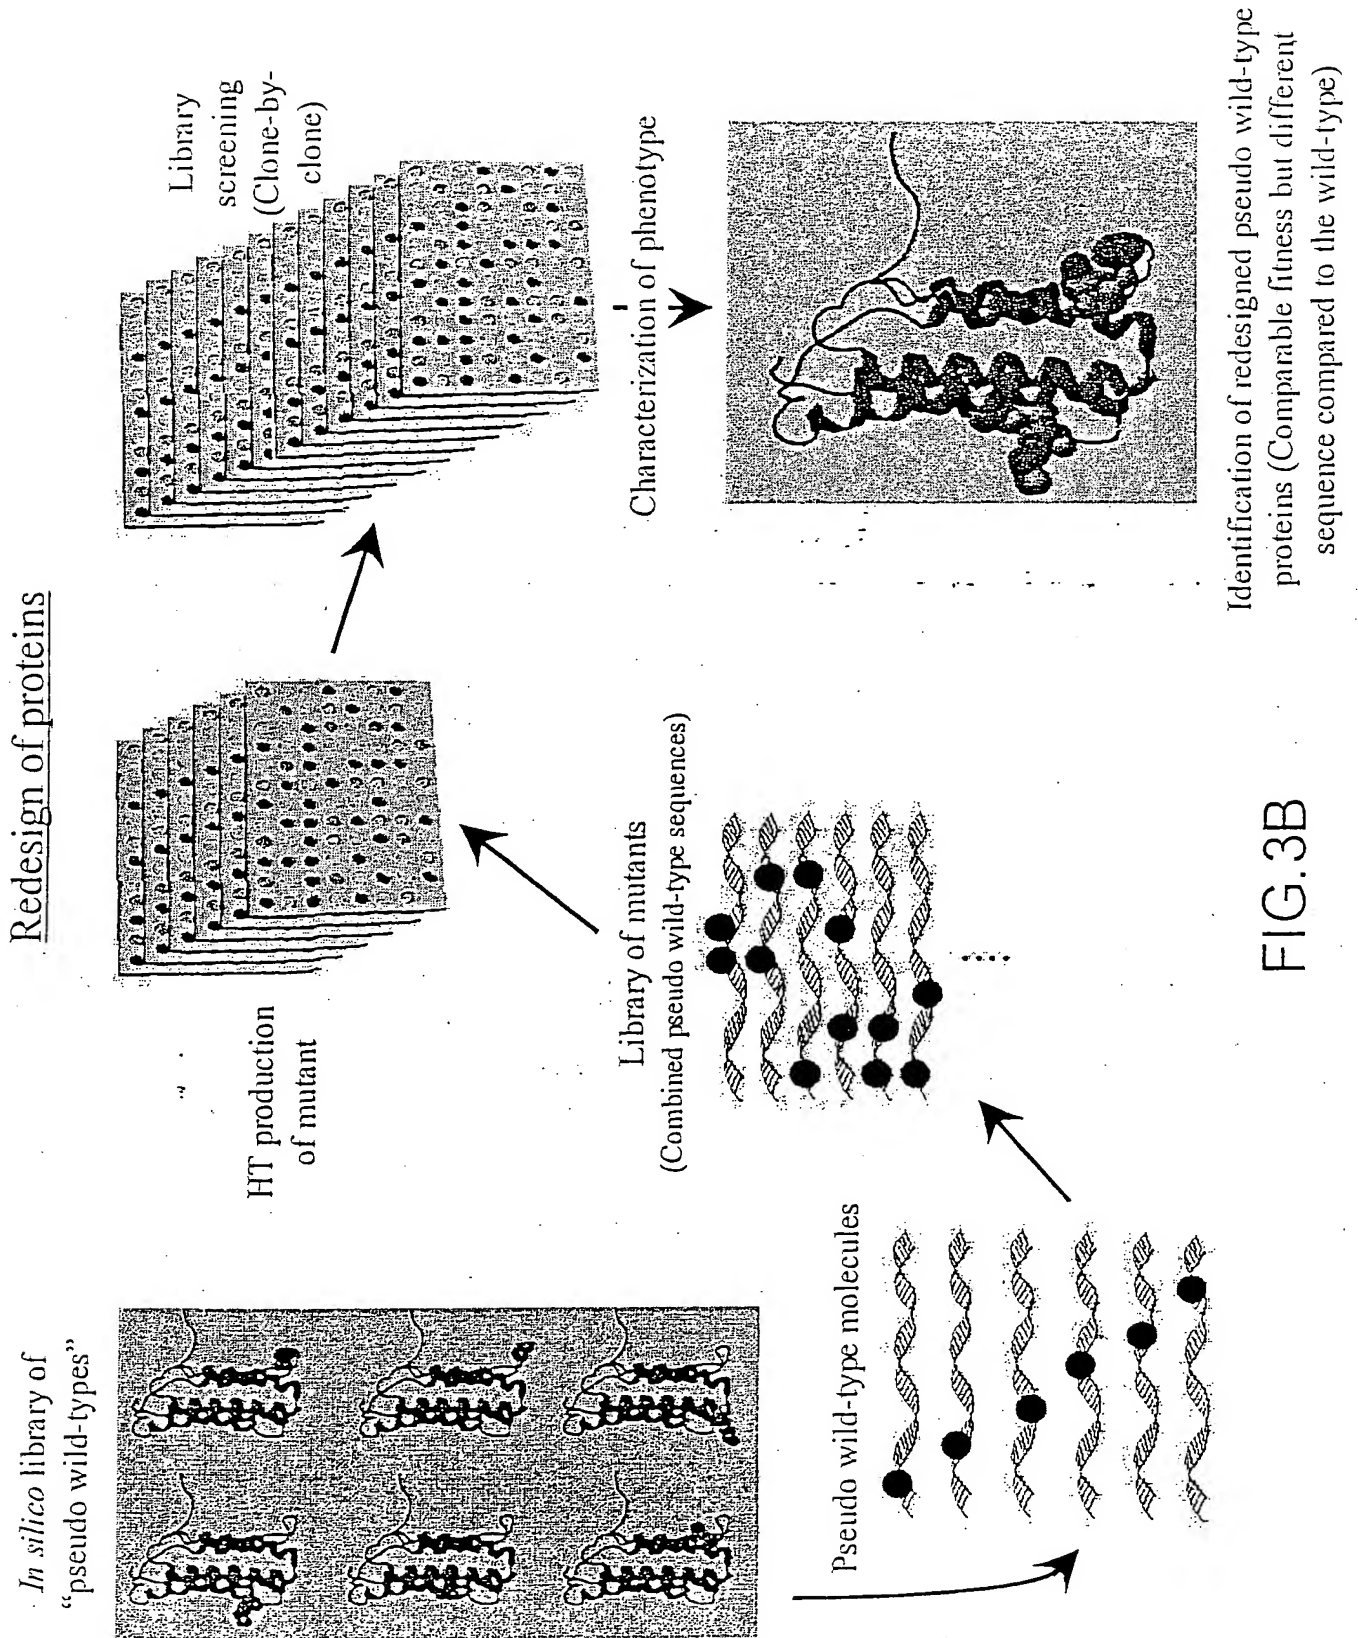 Redesign of proteins
In silico library of
“pseudo wild-types”
Pseudo wild-type molecules
Library of mutants
(Combined pseudo wild-type sequences)
HT production
of mutant
Library
screening
(Clone-by-
clone)
Characterization of phenotype
Identification of redesigned pseudo wild-type
proteins (Comparable fitness but different
sequence compared to the wild-type)
FIG.3B